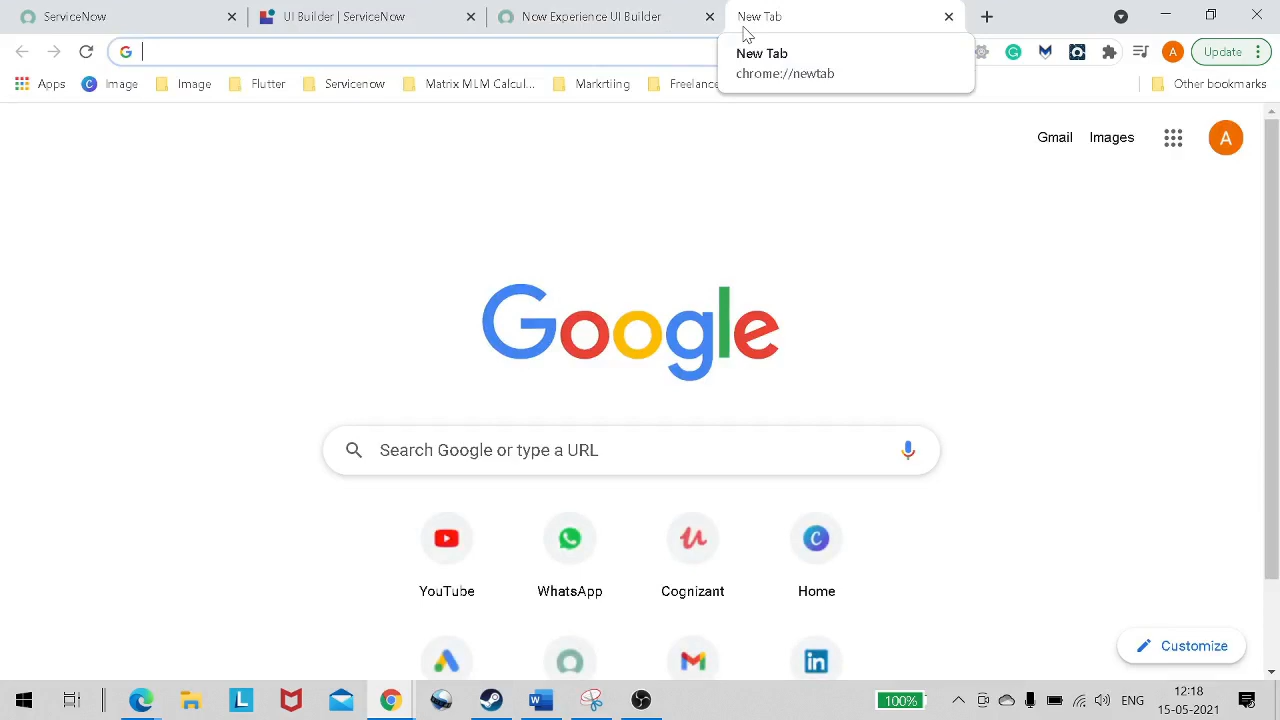 ServiceNow
UI Builder | ServiceNow
Now Experience UI Builder
New Tab
New Tab
chrome://newtab
Update
Apps
Image
Image
Flutter
Servicenow
Matrix MLM Calcul...
Markrting
Freelance
Other bookmarks
Gmail
Images
A
A
Google
Search Google or type a URL
YouTube
WhatsApp
Cognizant
Home
Customize
100%
ENG
12:18
15-05-2021